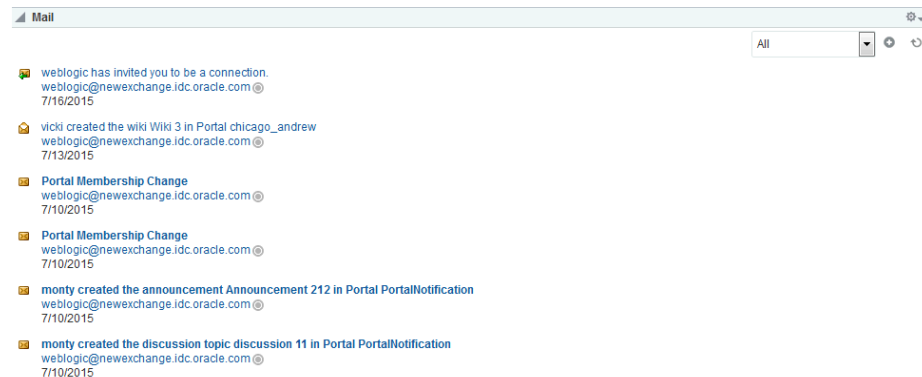 Mail
All
weblogic has invited you to be a connection.
weblogic@newexchange.idc.oracle.com
7/16/2015
vicki created the wiki Wiki 3 in Portal chicago_andrew
weblogic@newexchange.idc.oracle.com
7/13/2015
Portal Membership Change
weblogic@newexchange.idc.oracle.com
7/10/2015
Portal Membership Change
weblogic@newexchange.idc.oracle.com
7/10/2015
monty created the announcement Announcement 212 in Portal PortalNotification
weblogic@newexchange.idc.oracle.com
7/10/2015
monty created the discussion topic discussion 11 in Portal PortalNotification
weblogic@newexchange.idc.oracle.com
7/10/2015